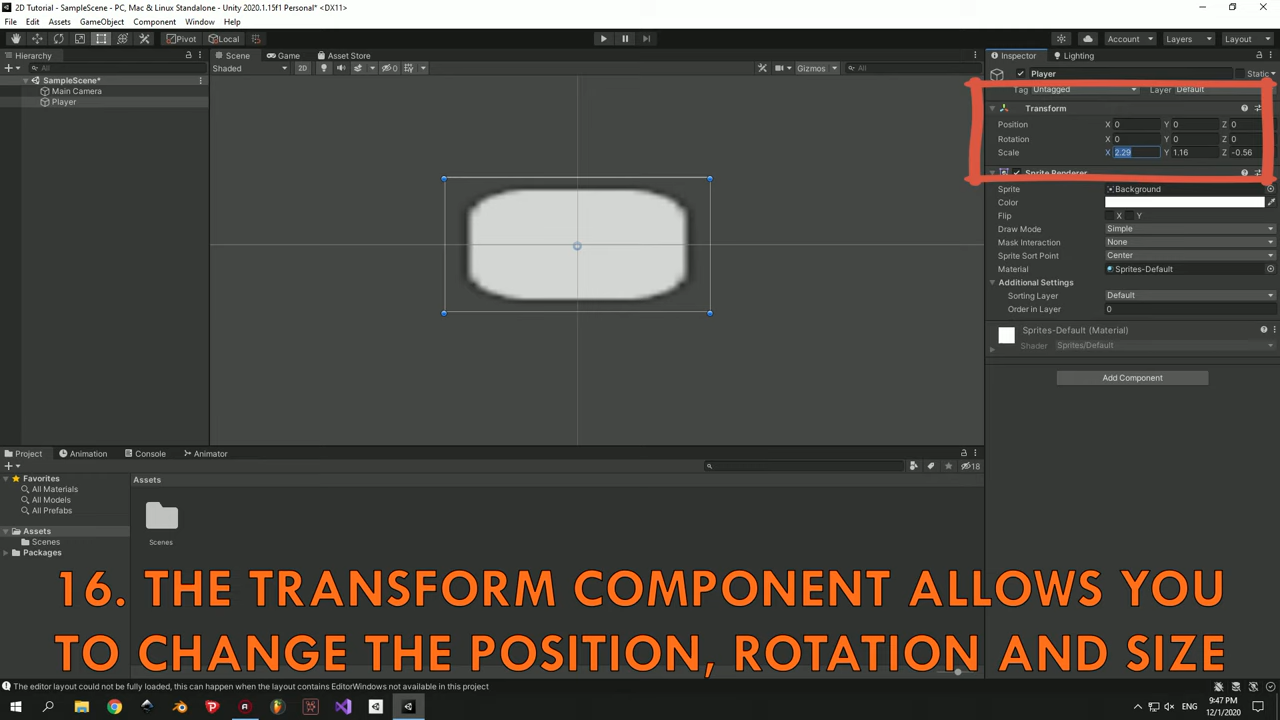 2D Tutorial - SampleScene - PC, Mac & Linux Standalone - Unity 2020.1.15f1 Personal* <DX11>
File Edit Assets GameObject Component Window Help
Pivot Local Account Layers Layout
Hierarchy Scene Game Asset Store Inspector Lighting
All Shaded 2D 0 Gizmos All Player Static
SampleScene*
Main Camera
Player
Tag Untagged Layer Default
Transform
Position X 0 Y 0 Z 0
Rotation X 0 Y 0 Z 0
Scale X 2.29 Y 1.16 Z -0.56
Sprite Renderer
Sprite Background
Color
Flip X Y
Draw Mode Simple
Mask Interaction None
Sprite Sort Point Center
Material Sprites-Default
Additional Settings
Sorting Layer Default
Order in Layer 0
Sprites-Default (Material)
Shader Sprites/Default
Add Component
Project Animation Console Animator
18
Favorites
All Materials
All Models
All Prefabs
Assets
Scenes
Packages
Assets
Scenes
16. THE TRANSFORM COMPONENT ALLOWS YOU
TO CHANGE THE POSITION, ROTATION AND SIZE
The editor layout could not be fully loaded, this can happen when the layout contains EditorWindows not available in this project
ENG
9:47 PM
12/1/2020